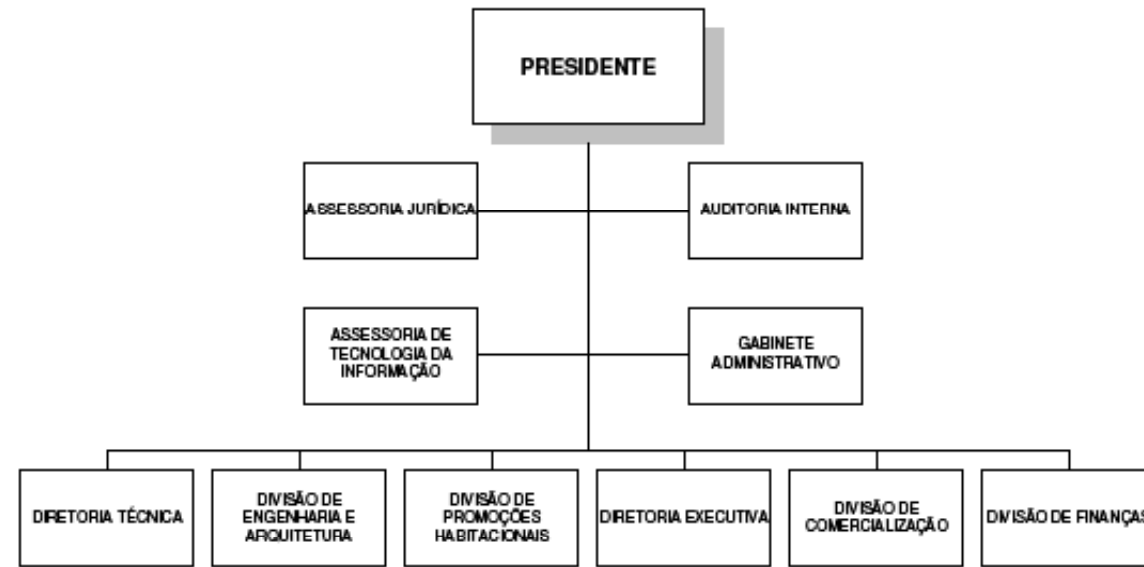 PRESIDENTE
ASSESSORIA JURÍDICA
AUDITORIA INTERNA
ASSESSORIA DE
TECNOLOGIA DA
INFORMAÇÃO
GABINETE
ADMINISTRATIVO
DIRETORIA TÉCNICA
DIVISÃO DE
ENGENHARIA E
ARQUITETURA
DIVISÃO DE
PROMOÇÕES
HABITACIONAIS
DIRETORIA EXECUTIVA
DIVISÃO DE
COMERCIALIZAÇÃO
DIVISÃO DE FINANÇAS